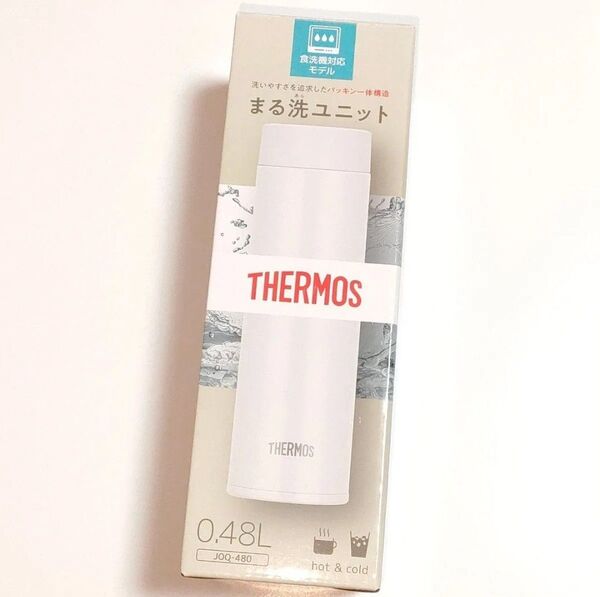 食洗機対応
モデル
洗いやすさを追求したパッキン一体構造
まる洗ユニット
あら
THERMOS
THERMOS
0.48L
JOQ-480
hot & cold